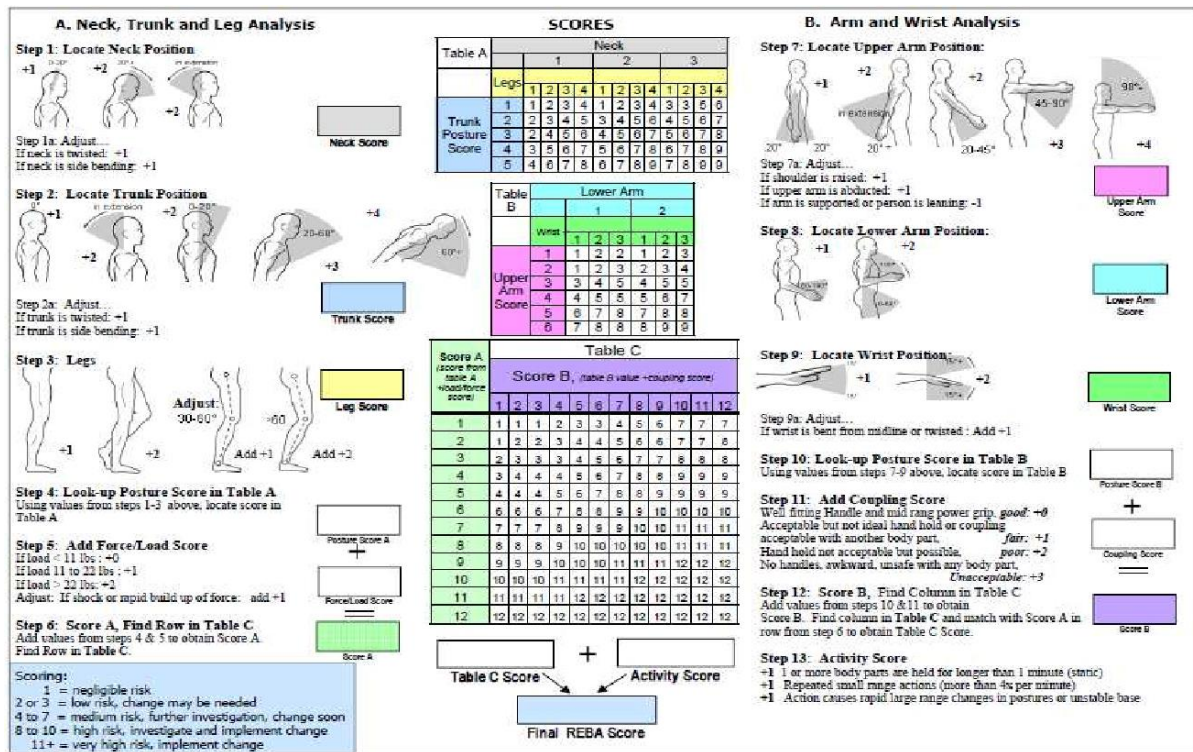 A. Neck, Trunk and Leg Analysis
Step 1: Locate Neck Position
+1
0-20°
+2
20°+
in extension
+2
Step 1a: Adjust…
If neck is twisted: +1
If neck is side bending: +1
Neck Score
Step 2: Locate Trunk Position
0°
+1
in extension
+2
0-20°
+2
20-60°
+3
+4
60°+
Step 2a: Adjust…
If trunk is twisted: +1
If trunk is side bending: +1
Trunk Score
Step 3: Legs
+1
+2
Adjust:
30-60°
Add +1
>60
Add +2
Leg Score
Step 4: Look-up Posture Score in Table A
Using values from steps 1-3 above, locate score in
Table A
Posture Score A
+
Step 5: Add Force/Load Score
If load < 11 lbs : +0
If load 11 to 22 lbs : +1
If load > 22 lbs: +2
Adjust: If shock or rapid build up of force: add +1
Force/Load Score
=
Step 6: Score A, Find Row in Table C
Add values from steps 4 & 5 to obtain Score A.
Find Row in Table C.
Score A
Scoring:
1 = negligible risk
2 or 3 = low risk, change may be needed
4 to 7 = medium risk, further investigation, change soon
8 to 10 = high risk, investigate and implement change
11+ = very high risk, implement change
SCORES
Table A
Neck
1 2 3
Legs
1 2 3 4 1 2 3 4 1 2 3 4
Trunk Posture Score
1 1 2 3 4 1 2 3 4 3 3 5 6
2 2 3 4 5 3 4 5 6 4 5 6 7
3 2 4 5 6 4 5 6 7 5 6 7 8
4 3 5 6 7 5 6 7 8 6 7 8 9
5 4 6 7 8 6 7 8 9 7 8 9 9
Table B
Lower Arm
1 2
Wrist
1 2 3 1 2 3
Upper Arm Score
1 1 2 2 1 2 3
2 1 2 3 2 3 4
3 3 4 5 4 5 5
4 4 5 5 5 6 7
5 6 7 8 7 8 8
6 7 8 8 8 9 9
Score A
(score from table A +load/force score)
Table C
Score B, (table B value +coupling score)
1 2 3 4 5 6 7 8 9 10 11 12
1 1 1 1 2 3 3 4 5 6 7 7 7
2 1 2 2 3 4 4 5 6 6 7 7 8
3 2 3 3 3 4 5 6 7 7 8 8 8
4 3 4 4 4 5 6 7 8 8 9 9 9
5 4 4 4 5 6 7 8 8 9 9 9 9
6 6 6 6 7 8 8 9 9 10 10 10 10
7 7 7 7 8 9 9 9 10 10 11 11 11
8 8 8 8 9 10 10 10 10 10 11 11 11
9 9 9 9 10 10 10 11 11 11 12 12 12
10 10 10 10 11 11 11 11 12 12 12 12 12
11 11 11 11 11 12 12 12 12 12 12 12 12
12 12 12 12 12 12 12 12 12 12 12 12 12
+
Table C Score
Activity Score
Final REBA Score
B. Arm and Wrist Analysis
Step 7: Locate Upper Arm Position:
+1
20° 20°
+2
in extension
20°+
+2
20-45°
45-90°
+3
90°+
+4
Step 7a: Adjust…
If shoulder is raised: +1
If upper arm is abducted: +1
If arm is supported or person is leaning: -1
Upper Arm Score
Step 8: Locate Lower Arm Position:
+1
+2
Lower Arm Score
Step 9: Locate Wrist Position:
15°
15°
+1
15°+
15°+
+2
Wrist Score
Step 9a: Adjust…
If wrist is bent from midline or twisted : Add +1
Step 10: Look-up Posture Score in Table B
Using values from steps 7-9 above, locate score in Table B
Posture Score B
+
Step 11: Add Coupling Score
Well fitting Handle and mid rang power grip, good: +0
Acceptable but not ideal hand hold or coupling
acceptable with another body part, fair: +1
Hand hold not acceptable but possible, poor: +2
No handles, awkward, unsafe with any body part,
Unacceptable: +3
Coupling Score
=
Step 12: Score B, Find Column in Table C
Add values from steps 10 &11 to obtain
Score B. Find column in Table C and match with Score A in
row from step 6 to obtain Table C Score.
Score B
Step 13: Activity Score
+1 1 or more body parts are held for longer than 1 minute (static)
+1 Repeated small range actions (more than 4x per minute)
+1 Action causes rapid large range changes in postures or unstable base